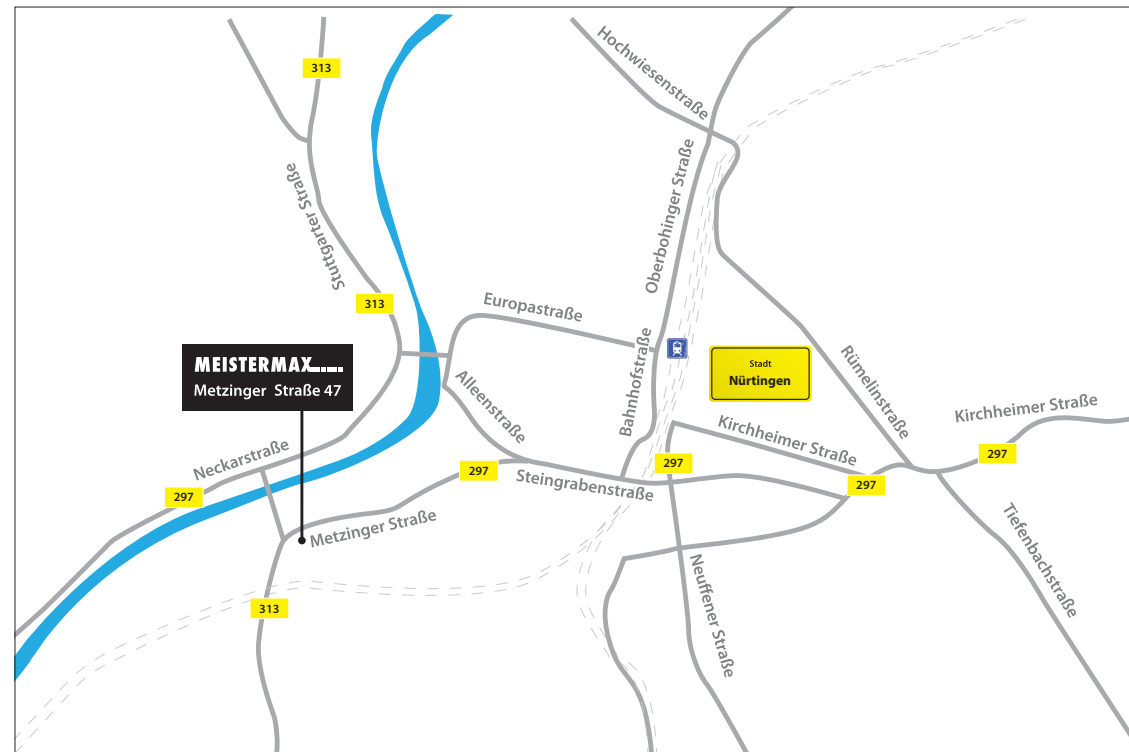 Hochwiesenstraße
313
Oberbohinger Straße
Stuttgarter Straße
313
Europastraße
Bahnhofstraße
Stadt
Nürtingen
Rümelinstraße
MEISTERMAX
Metzinger Straße 47
Alleenstraße
Kirchheimer Straße
Kirchheimer Straße
Neckarstraße
297
297
297
297
297
Steingrabenstraße
Metzinger Straße
Tiefenbachstraße
Neuffener Straße
313